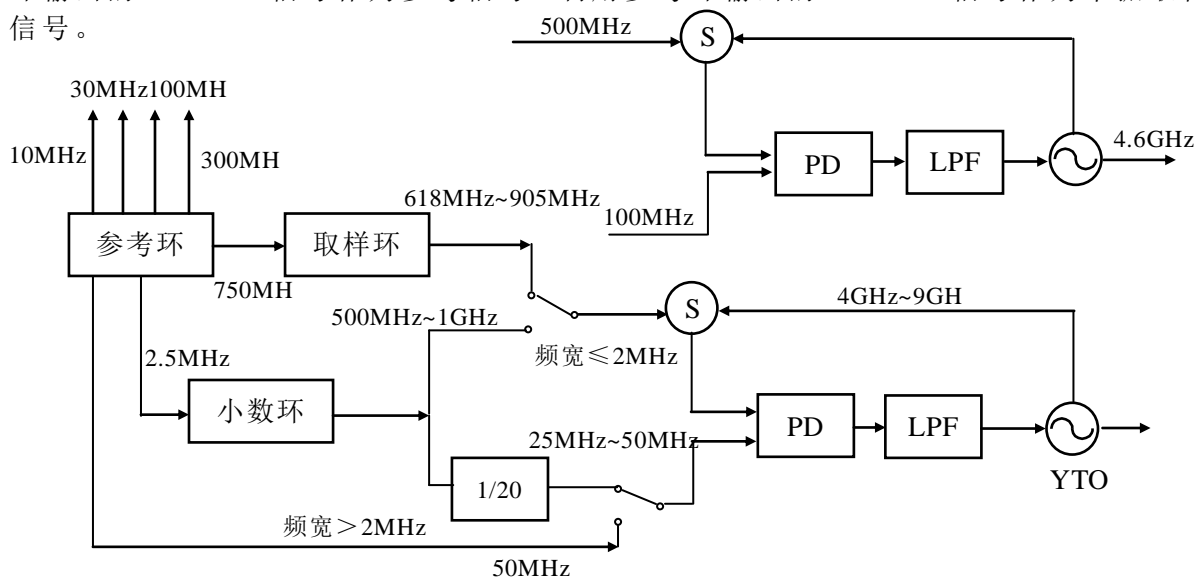 信号。
500MHz
S
30MHz100MH
10MHz
300MH
PD
LPF
4.6GHz
618MHz~905MHz
100MHz
参考环
取样环
750MH
S
4GHz~9GH
500MHz~1GHz
频宽≤2MHz
2.5MHz
小数环
25MHz~50MHz
PD
LPF
YTO
1/20
频宽＞2MHz
50MHz